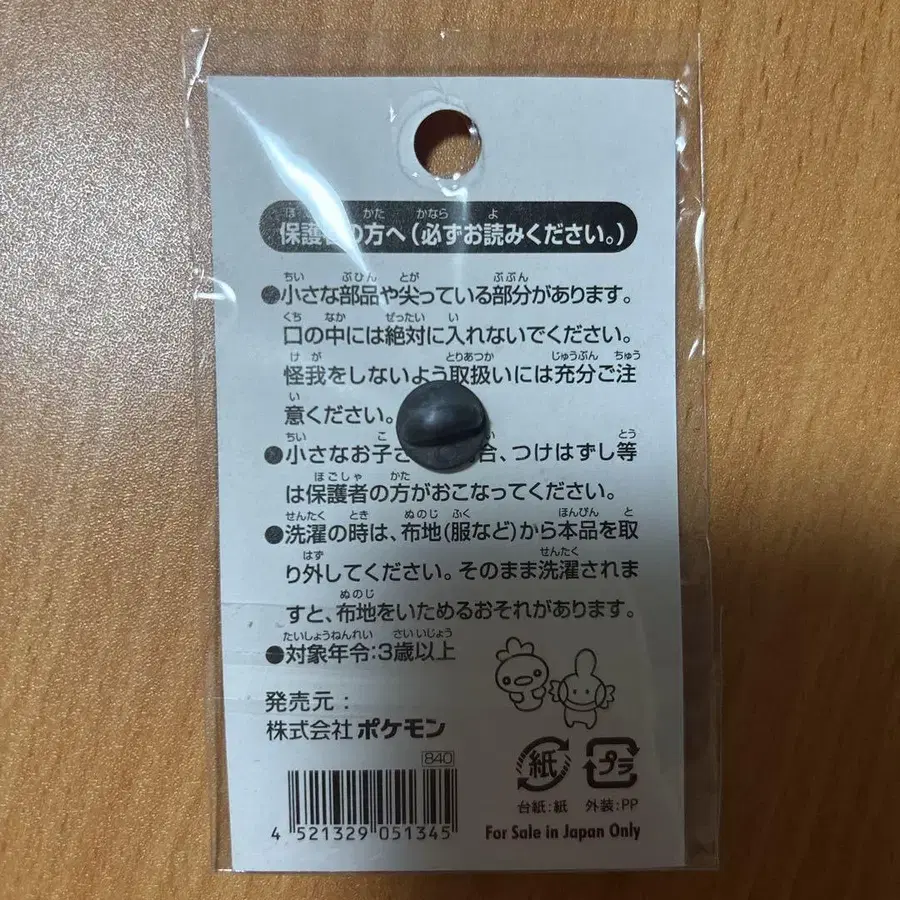 保護者の方へ(必ずお読みください。)
●小さな部品や尖っている部分があります。
口の中には絶対に入れないでください。
怪我をしないよう取扱いには充分ご注
意ください。
●小さなお子さ 合、つけはずし等
は保護者の方がおこなってください。
●洗濯の時は、布地(服など)から本品を取
り外してください。そのまま洗濯されま
すと、布地をいためるおそれがあります。
●対象年令:3歳以上
発売元:
株式会社 ポケモン
840
紙 プラ
台紙:紙 外装:PP
4 521329 051345
For Sale in Japan Only